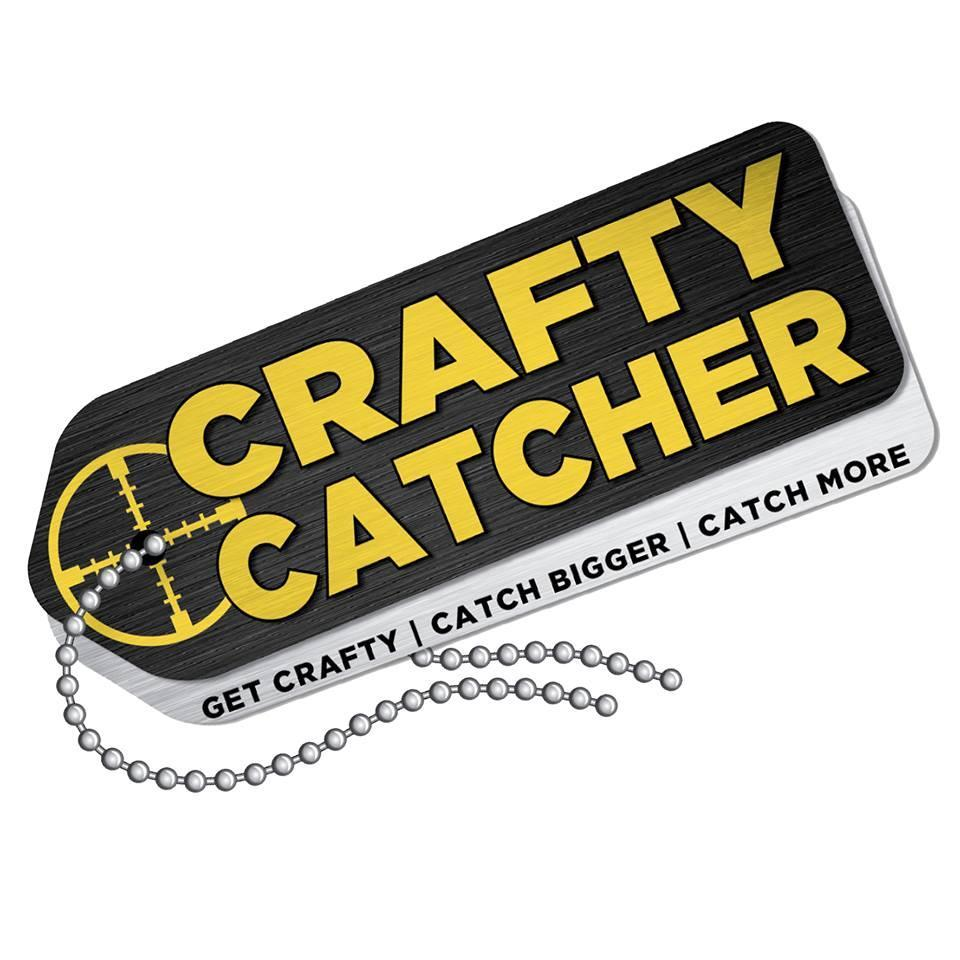 CRAFTY
CATCHER
GET CRAFTY | CATCH BIGGER | CATCH MORE